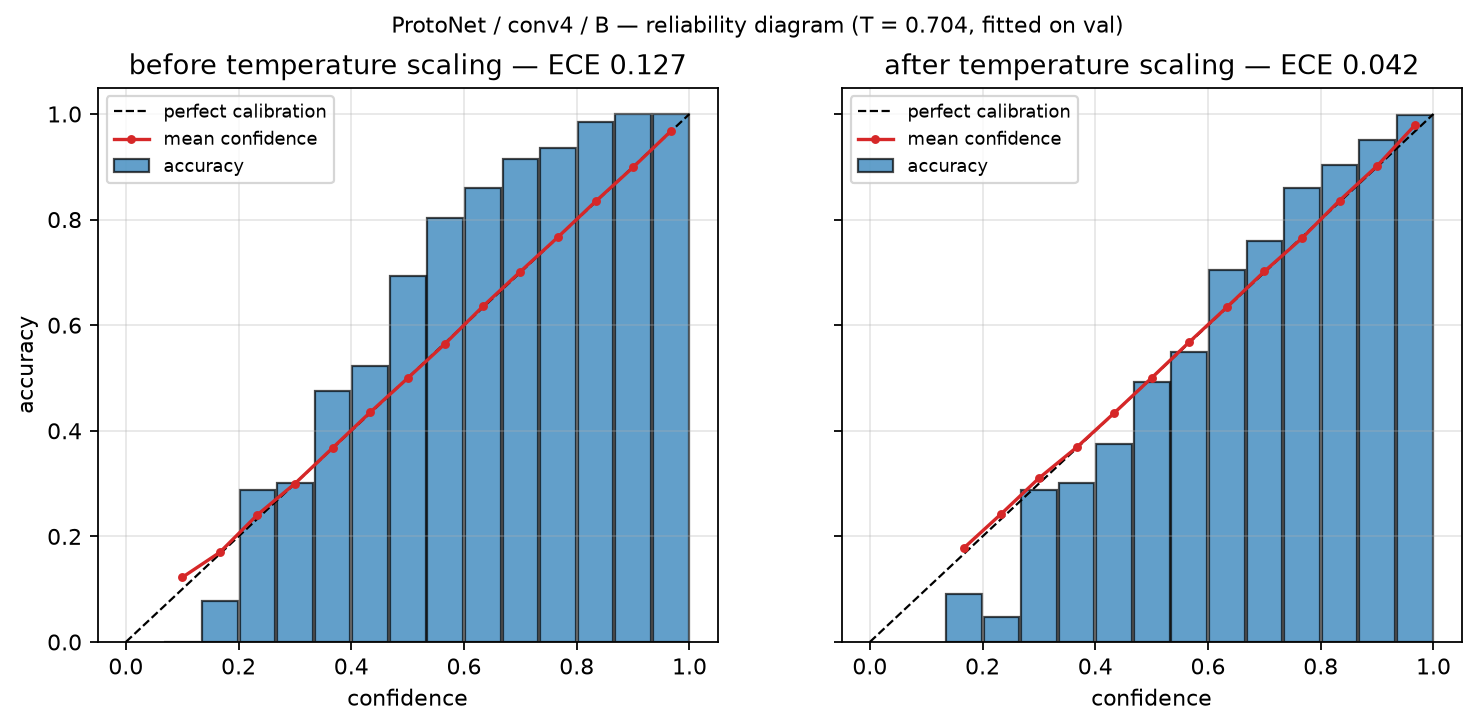 ProtoNet / conv4 / B — reliability diagram (T = 0.704, fitted on val)
before temperature scaling — ECE 0.127
perfect calibration
mean confidence
accuracy
1.0
0.8
0.6
0.4
0.2
0.0
accuracy
0.0 0.2 0.4 0.6 0.8 1.0
confidence
after temperature scaling — ECE 0.042
perfect calibration
mean confidence
accuracy
0.0 0.2 0.4 0.6 0.8 1.0
confidence